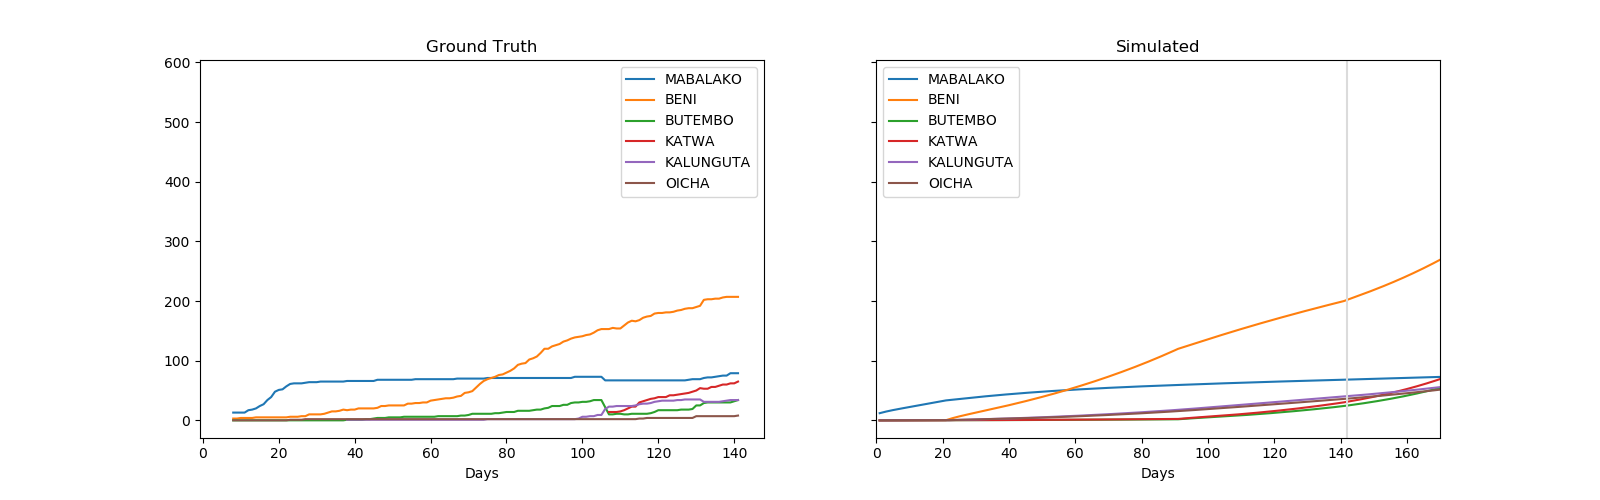 Ground Truth
600
500
400
300
200
100
0
0 20 40 60 80 100 120 140
Days
MABALAKO
BENI
BUTEMBO
KATWA
KALUNGUTA
OICHA
Simulated
MABALAKO
BENI
BUTEMBO
KATWA
KALUNGUTA
OICHA
0 20 40 60 80 100 120 140 160
Days